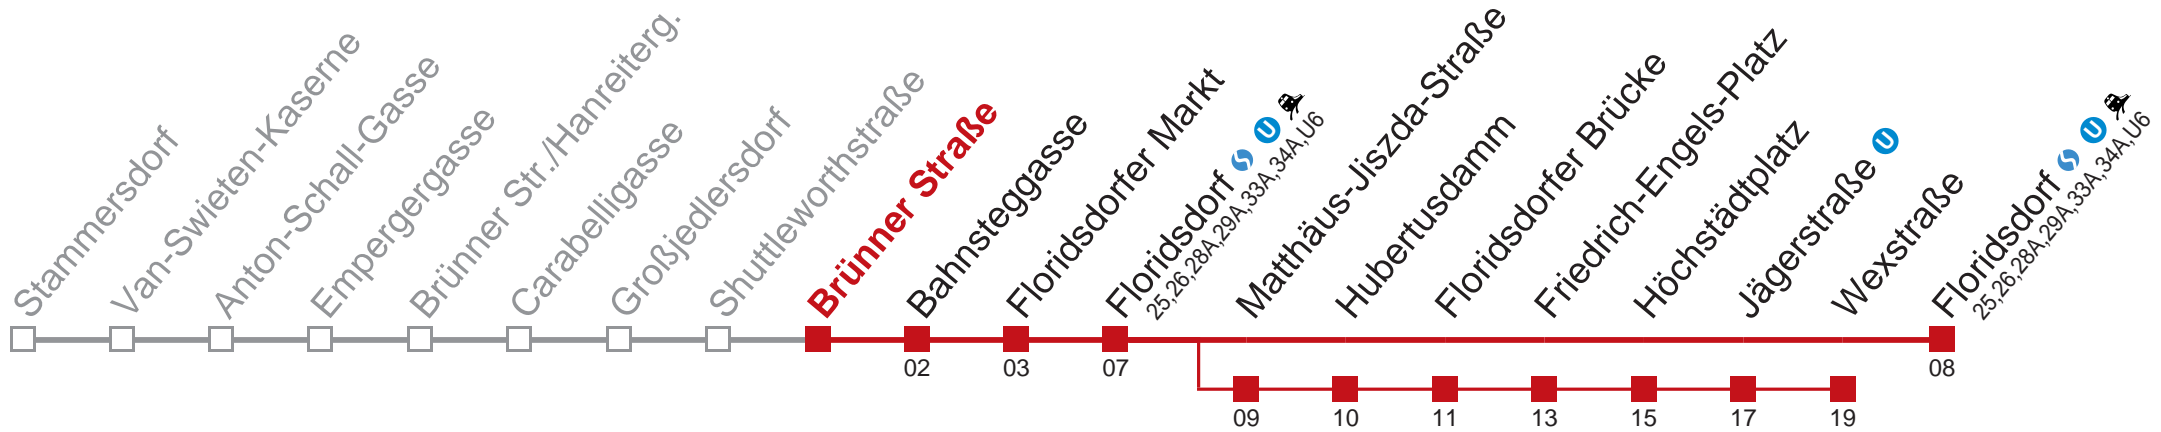 Stammersdorf
Van-Swieten-Kaserne
Anton-Schall-Gasse
Empergergasse
Brünner Str./Hanreiterg.
Carabelligasse
Großjedlersdorf
Shuttleworthstraße
Brünner Straße
Bahnsteggasse
Floridsdorfer Markt
Floridsdorf U
25,26,28A,29A,33A,34A,U6
Matthäus-Jiszda-Straße
Hubertusdamm
Floridsdorfer Brücke
Friedrich-Engels-Platz
Höchstädtplatz
Jägerstraße U
Wexstraße
Floridsdorf U
25,26,28A,29A,33A,34A,U6
02 03 07 08
09 10 11 13 15 17 19